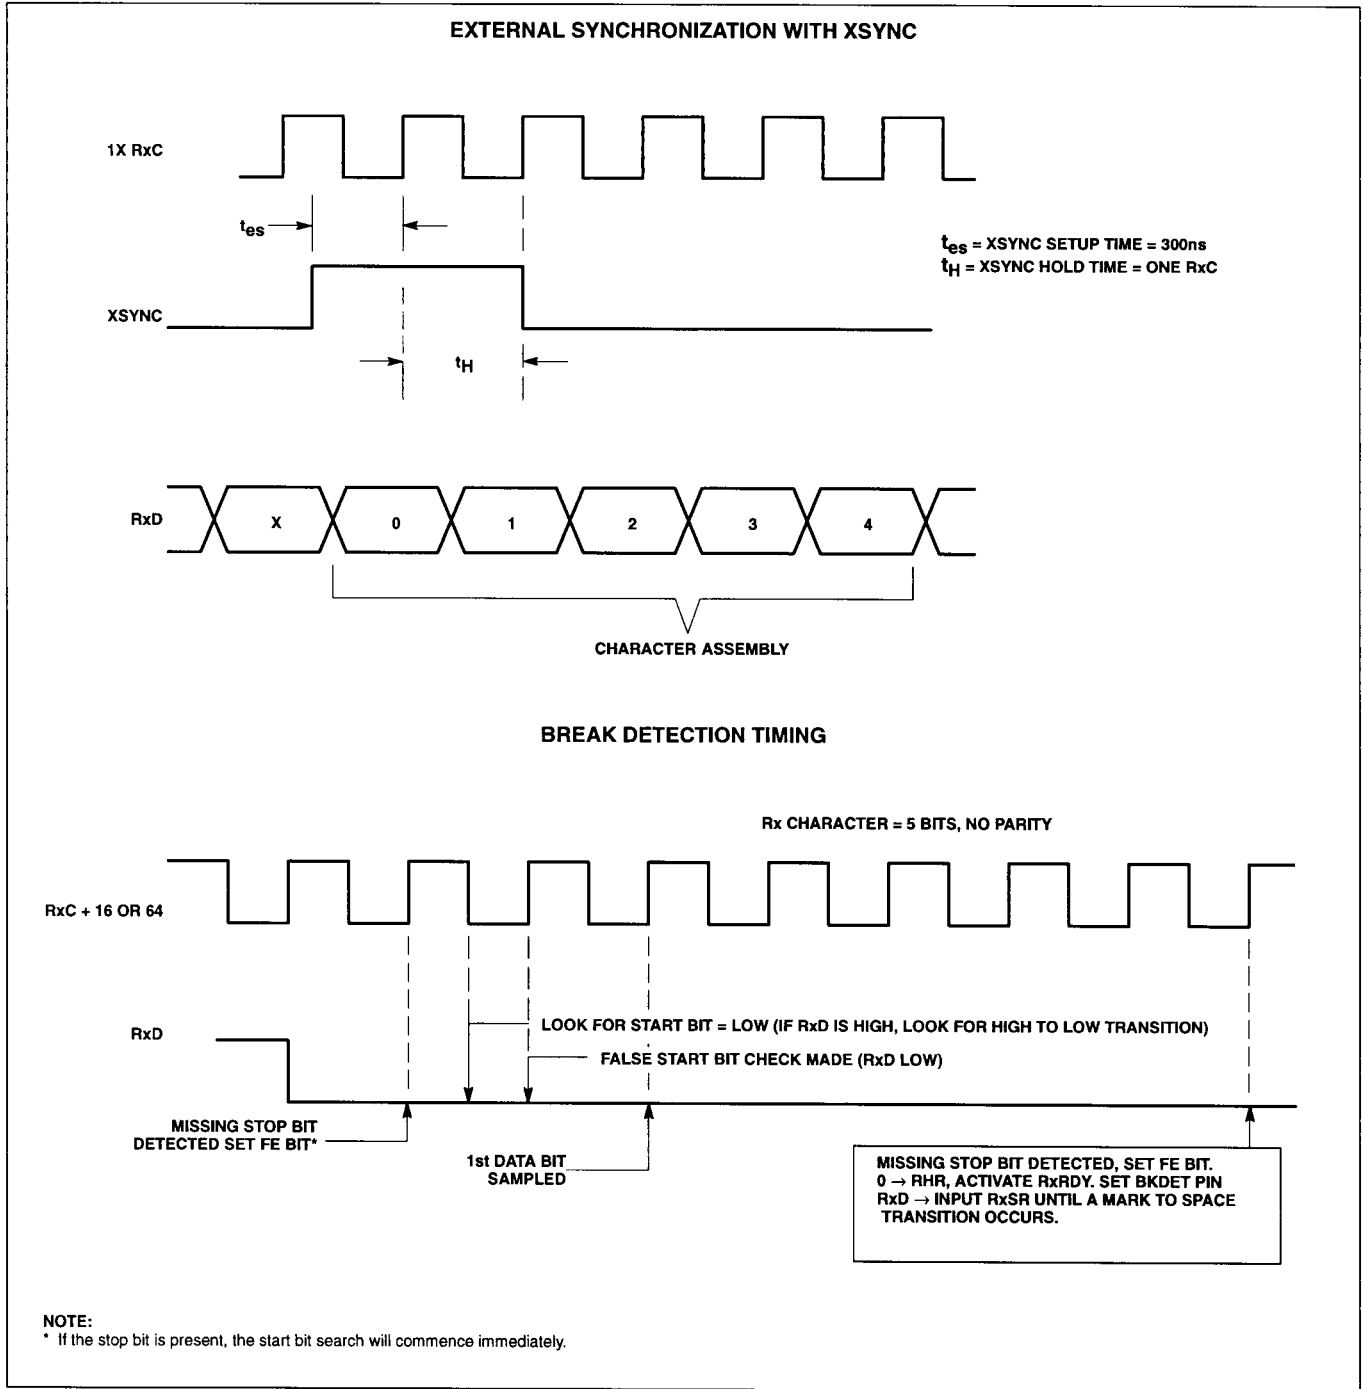 EXTERNAL SYNCHRONIZATION WITH XSYNC
1X RxC
tes
tes = XSYNC SETUP TIME = 300ns
tH = XSYNC HOLD TIME = ONE RxC
XSYNC
tH
RxD
X 0 1 2 3 4
CHARACTER ASSEMBLY
BREAK DETECTION TIMING
Rx CHARACTER = 5 BITS, NO PARITY
RxC + 16 OR 64
RxD
LOOK FOR START BIT = LOW (IF RxD IS HIGH, LOOK FOR HIGH TO LOW TRANSITION)
FALSE START BIT CHECK MADE (RxD LOW)
MISSING STOP BIT
DETECTED SET FE BIT*
1st DATA BIT
SAMPLED
MISSING STOP BIT DETECTED, SET FE BIT.
0 → RHR, ACTIVATE RxRDY. SET BKDET PIN
RxD → INPUT RxSR UNTIL A MARK TO SPACE
TRANSITION OCCURS.
NOTE:
* If the stop bit is present, the start bit search will commence immediately.